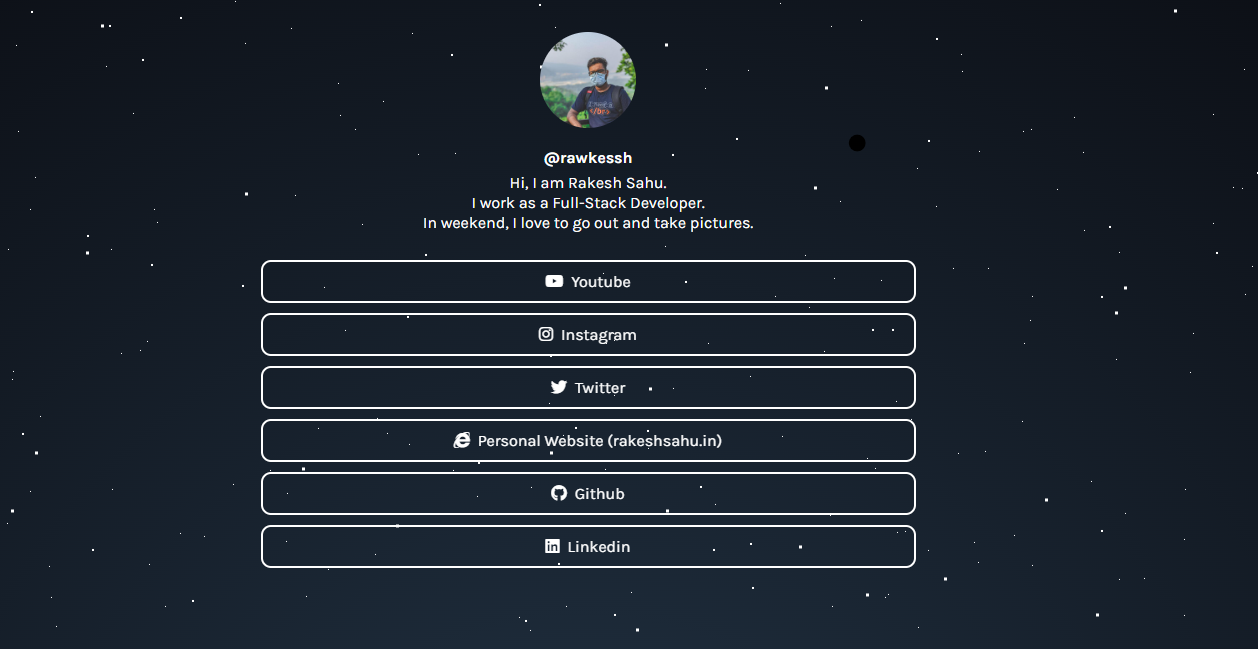 @rawkessh
Hi, I am Rakesh Sahu.
I work as a Full-Stack Developer.
In weekend, I love to go out and take pictures.
Youtube
Instagram
Twitter
Personal Website (rakeshsahu.in)
Github
Linkedin